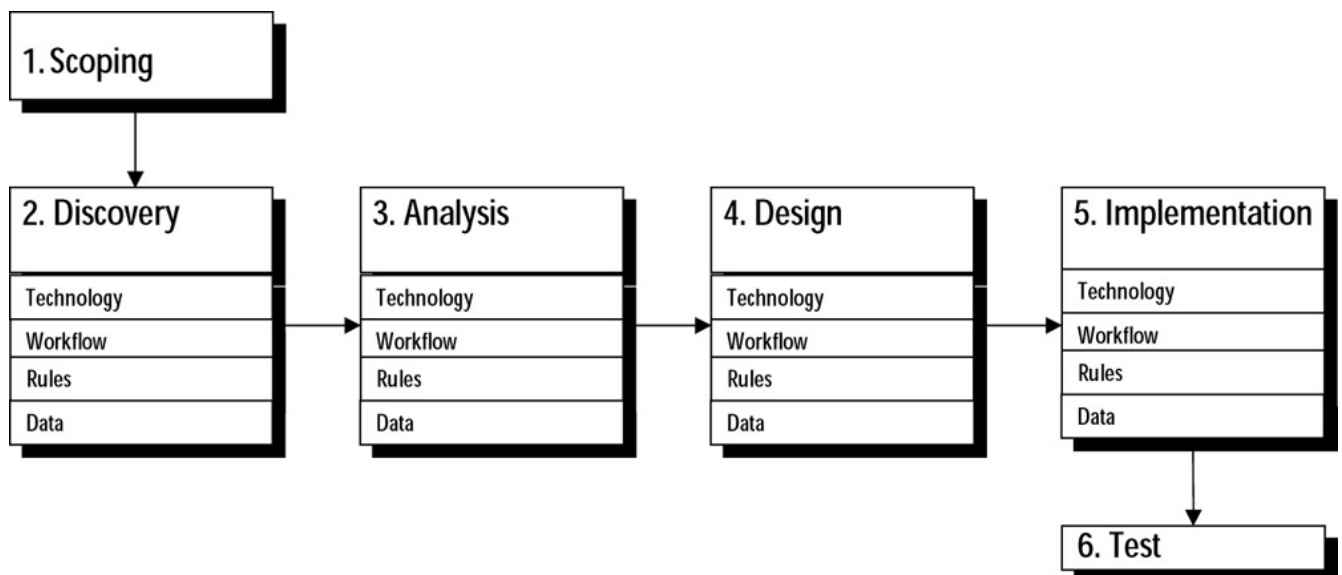 1. Scoping
2. Discovery
Technology
Workflow
Rules
Data
3. Analysis
Technology
Workflow
Rules
Data
4. Design
Technology
Workflow
Rules
Data
5. Implementation
Technology
Workflow
Rules
Data
6. Test